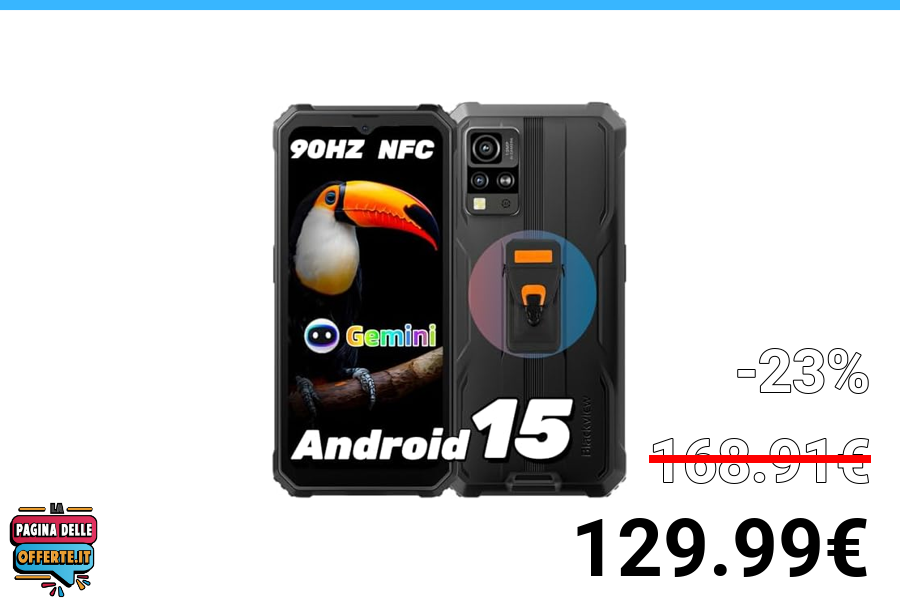 90HZ NFC
Gemini
Android 15
Blackview
-23%
168.91€
129.99€
LA
PAGINA DELLE
OFFERTE.IT